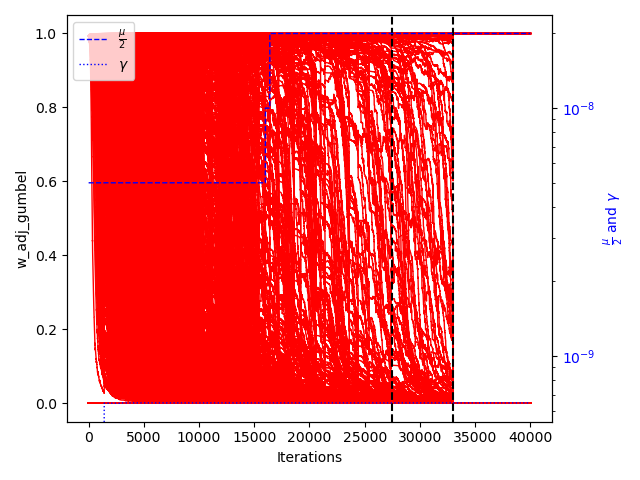 μ/2
γ
w_adj_gumbel
1.0
0.8
0.6
0.4
0.2
0.0
10⁻⁸
10⁻⁹
μ/2 and γ
0 5000 10000 15000 20000 25000 30000 35000 40000
Iterations